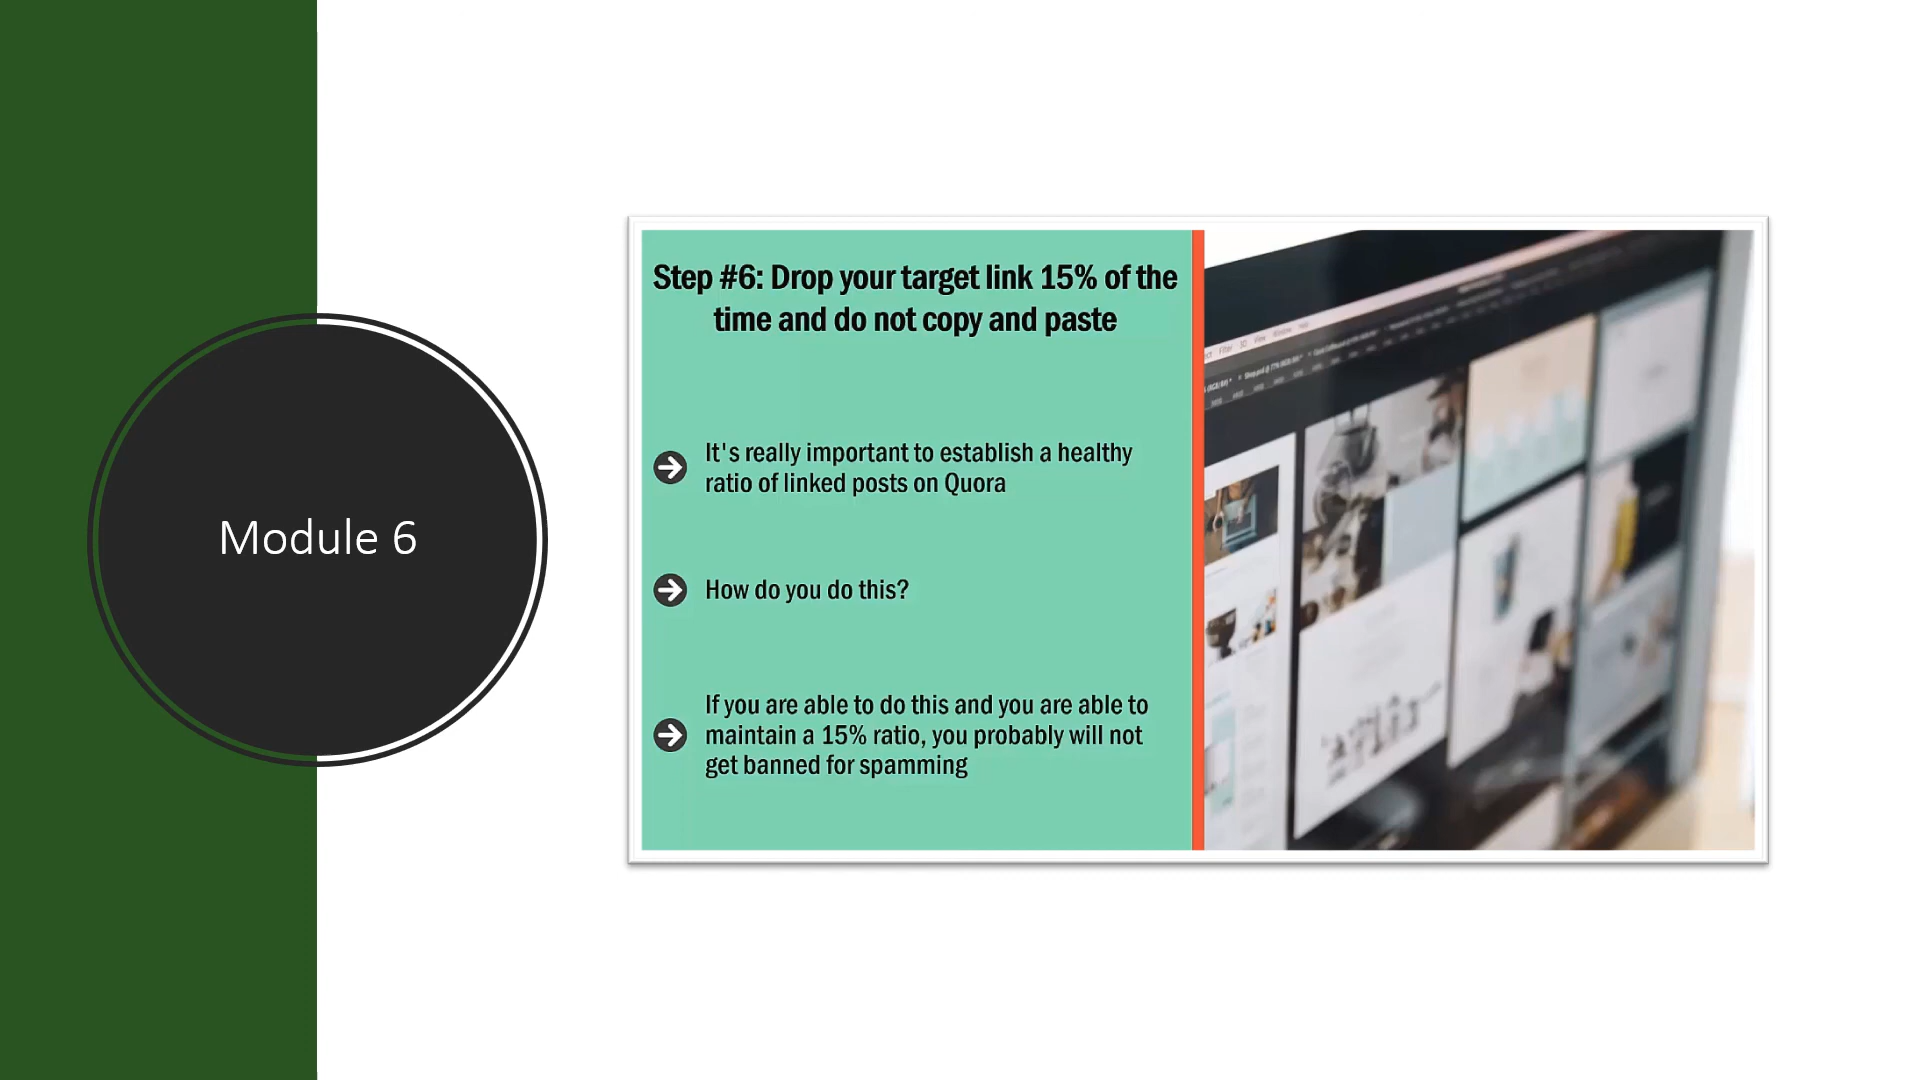 Module 6
Step #6: Drop your target link 15% of the
time and do not copy and paste
It's really important to establish a healthy
ratio of linked posts on Quora
How do you do this?
If you are able to do this and you are able to
maintain a 15% ratio, you probably will not
get banned for spamming